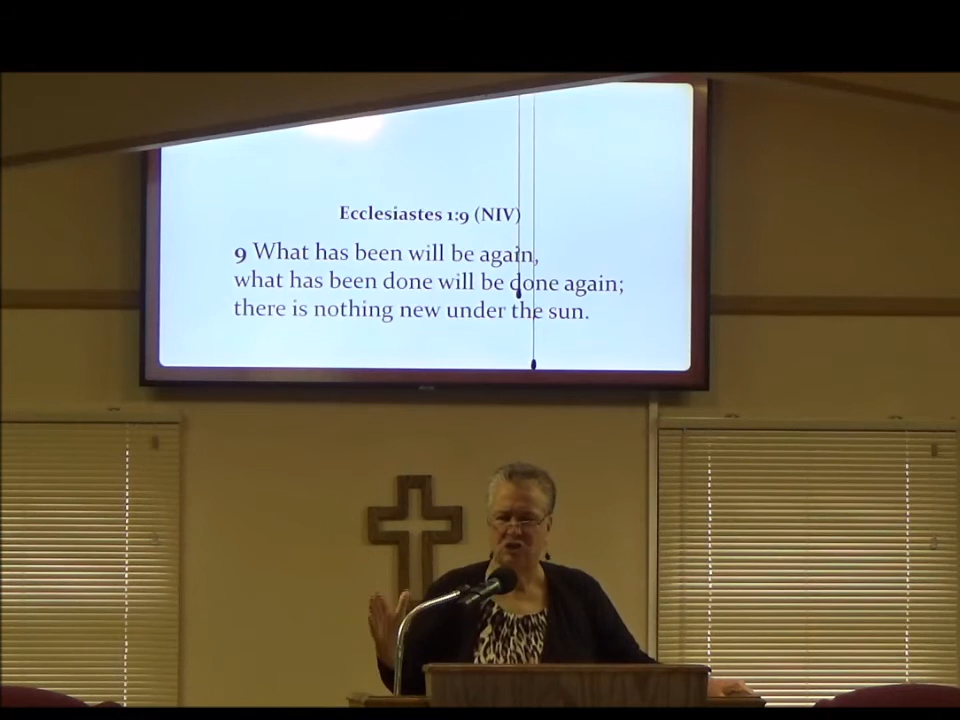 Ecclesiastes 1:9 (NIV)
9 What has been will be again,
what has been done will be done again;
there is nothing new under the sun.